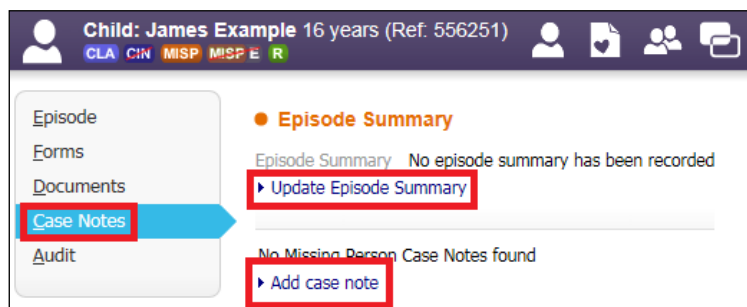 Child: James Example 16 years (Ref: 556251)
CLA CIN MISP MISP E R
Episode
Forms
Documents
Case Notes
Audit
Episode Summary
Episode Summary No episode summary has been recorded
Update Episode Summary
No Missing Person Case Notes found
Add case note